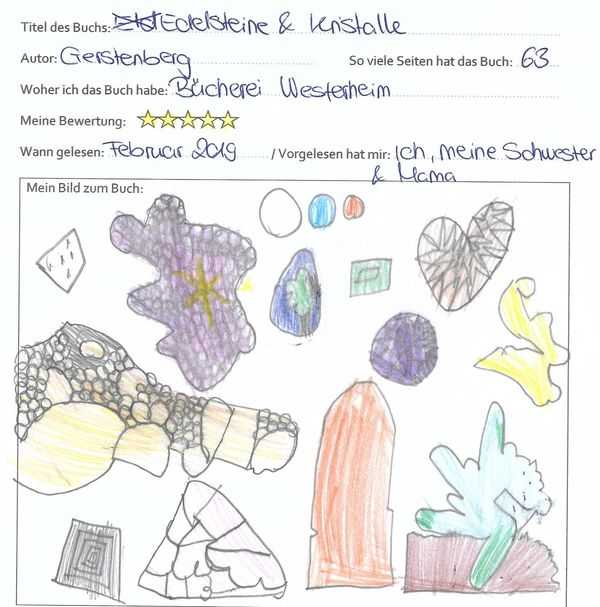 Titel des Buchs: Edelsteine & Kristalle
Autor: Gerstenberg
So viele Seiten hat das Buch: 63
Woher ich das Buch habe: Bücherei Westerheim
Meine Bewertung:
Wann gelesen: Februar 2019 / Vorgelesen hat mir: Ich, meine Schwester
& Mama
Mein Bild zum Buch: